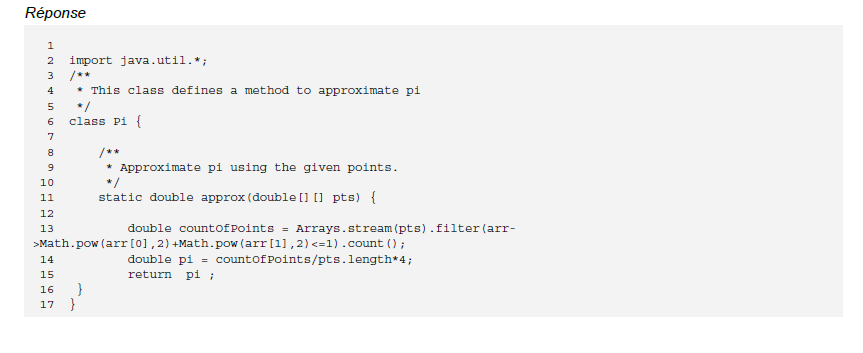 Réponse
1
2 import java.util.*;
3 /**
4  * This class defines a method to approximate pi
5  */
6 class Pi {
7
8     /**
9      * Approximate pi using the given points.
10      */
11     static double approx(double[][] pts) {
12
13         double countOfPoints = Arrays.stream(pts).filter(arr-
>Math.pow(arr[0],2)+Math.pow(arr[1],2)<=1).count();
14         double pi = countOfPoints/pts.length*4;
15         return  pi ;
16  }
17 }